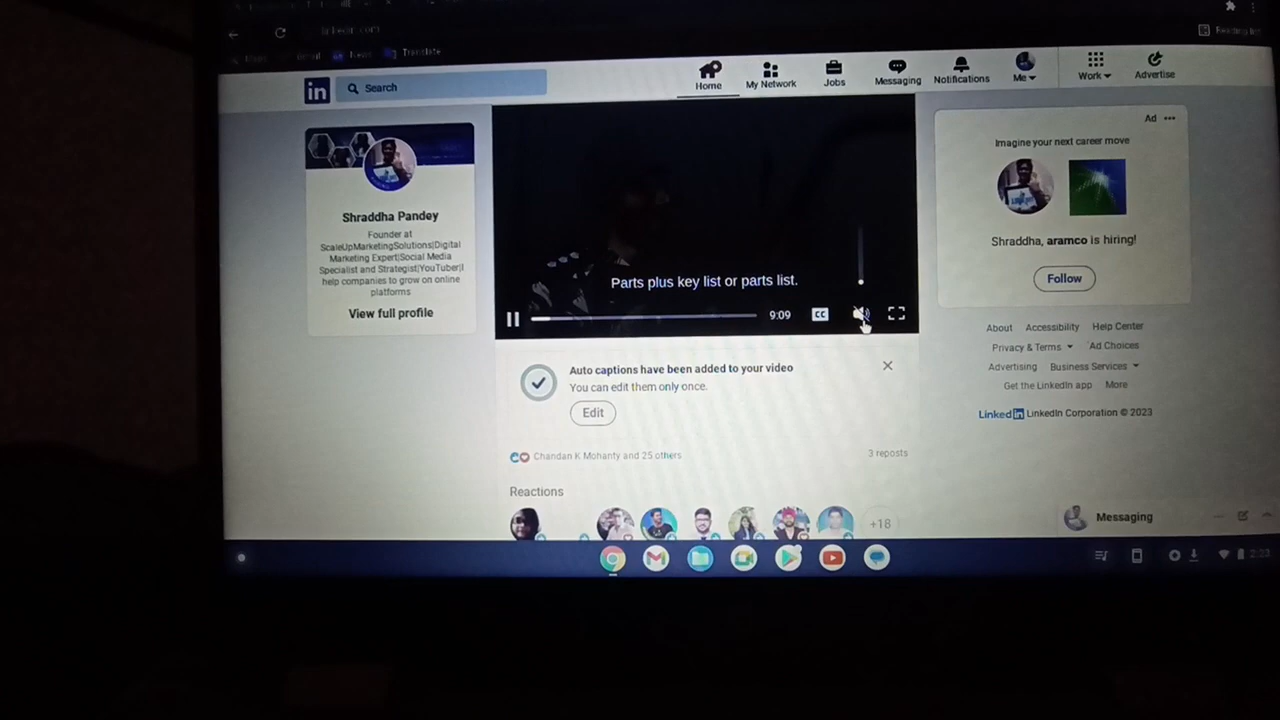 Translate
Reading list
in
Search
Home
My Network
Jobs
Messaging
Notifications
Me
Work
Advertise
Shraddha Pandey
Founder at
ScaleUpMarketingSolutions|Digital
Marketing Expert|Social Media
Specialist and Strategist|YouTuber|I
help companies to grow on online
platforms
View full profile
Parts plus key list or parts list.
9:09
CC
Auto captions have been added to your video
You can edit them only once.
Edit
Chandan K Mohanty and 25 others
3 reposts
Reactions
+18
Ad
Imagine your next career move
Shraddha, aramco is hiring!
Follow
About Accessibility Help Center
Privacy & Terms Ad Choices
Advertising Business Services
Get the LinkedIn app More
LinkedIn LinkedIn Corporation © 2023
Messaging